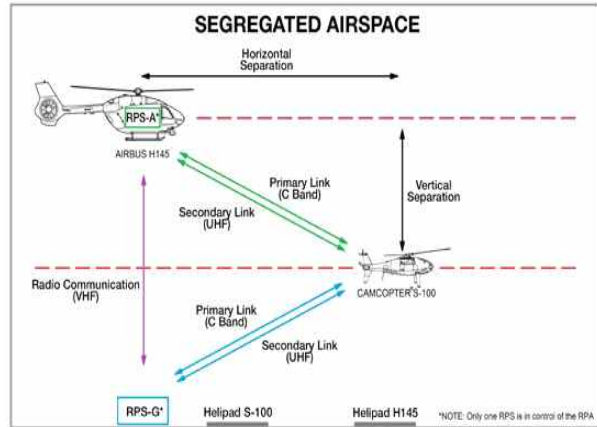 SEGREGATED AIRSPACE
Horizontal
Separation
RPS-A*
AIRBUS H145
Primary Link
(C Band)
Secondary Link
(UHF)
Vertical
Separation
Radio Communication
(VHF)
CAMCOPTER®S-100
Primary Link
(C Band)
Secondary Link
(UHF)
RPS-G*
Helipad S-100
Helipad H145
*NOTE: Only one RPS is in control of the RPA